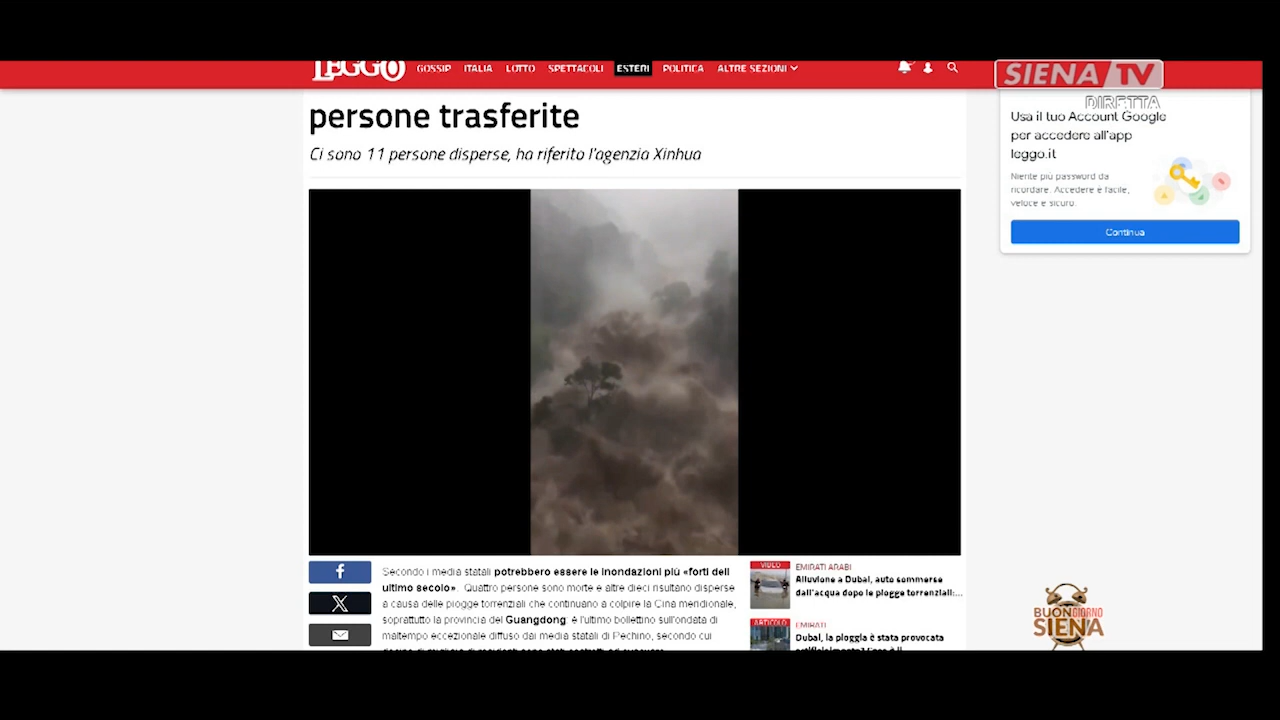 LEGGO GOSSIP ITALIA LOTTO SPETTACOLI ESTERI POLITICA ALTRE SEZIONI
SIENA TV
DIRETTA
persone trasferite
Ci sono 11 persone disperse, ha riferito l'agenzia Xinhua
Usa il tuo Account Google
per accedere all'app
leggo.it
Niente più password da
ricordare. Accedere è facile,
veloce e sicuro.
Continua
Secondo i media statali potrebbero essere le inondazioni più «forti dell
ultimo secolo». Quattro persone sono morte e altre dieci risultano disperse
a causa delle piogge torrenziali che continuano a colpire la Cina meridionale,
soprattutto la provincia del Guangdong: è l'ultimo bollettino sull'ondata di
maltempo eccezionale diffuso dai media statali di Pechino, secondo cui
VIDEO
EMIRATI ARABI
Alluvione a Dubai, auto sommerse
dall'acqua dopo le piogge torrenziali:...
ARTICOLO
EMIRATI
Dubai, la pioggia è stata provocata
BUONGIORNO
SIENA